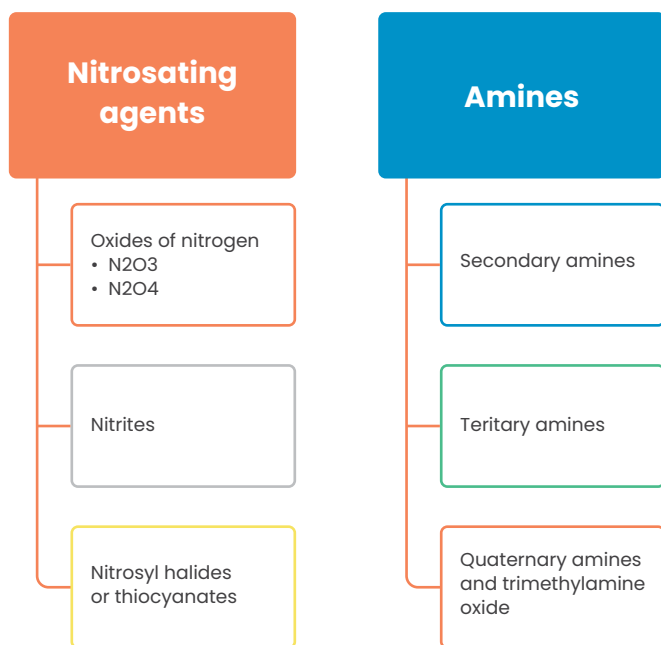 Nitrosating
agents
Oxides of nitrogen
• N2O3
• N2O4
Nitrites
Nitrosyl halides
or thiocyanates
Amines
Secondary amines
Teritary amines
Quaternary amines
and trimethylamine
oxide